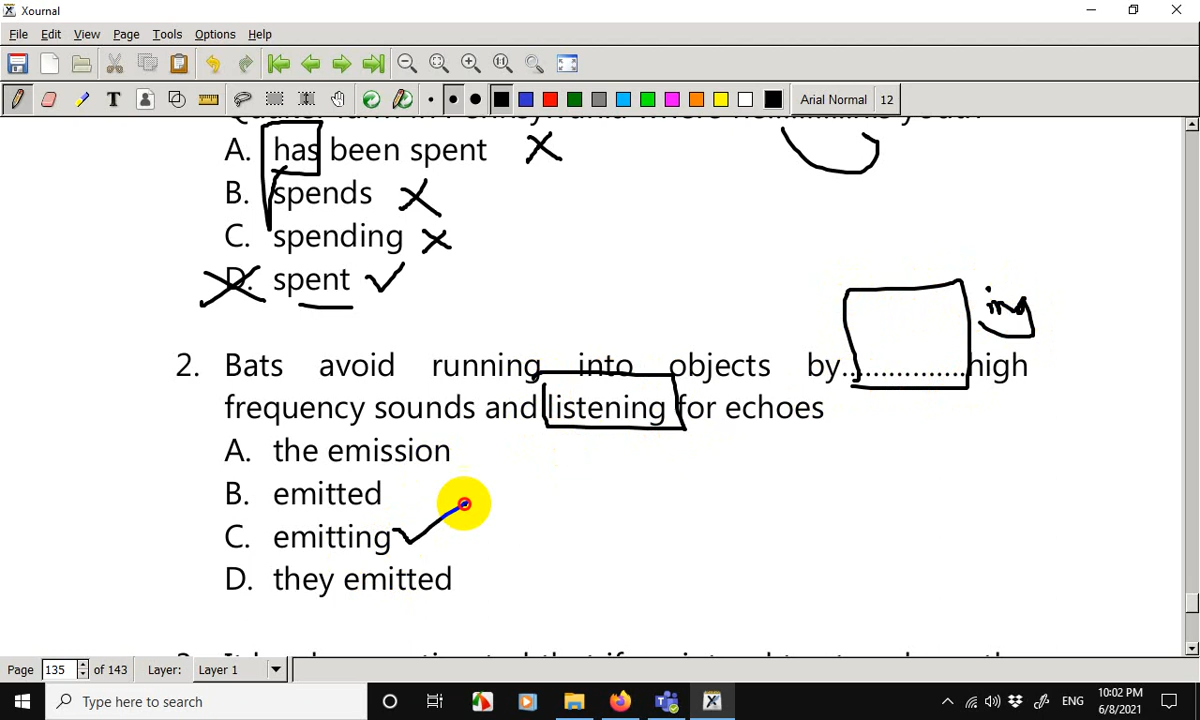 Xournal
File Edit View Page Tools Options Help
Arial Normal 12
A. has been spent
B. spends
C. spending
D. spent
ing
2. Bats avoid running into objects by..................high
frequency sounds and listening for echoes
A. the emission
B. emitted
C. emitting
D. they emitted
Page 135 of 143 Layer: Layer 1
Type here to search
ENG
10:02 PM
6/8/2021